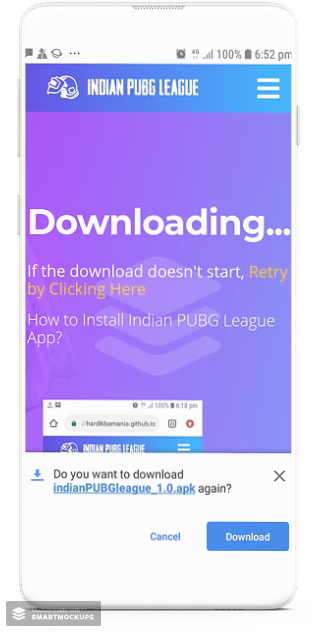 4G 100% 6:52 pm
INDIAN PUBG LEAGUE
Downloading...
If the download doesn't start, Retry
by Clicking Here
How to Install Indian PUBG League
App?
100% 6:18 pm
//hardikbamania.github.io
INDIAN PUBG LEAGUE
Do you want to download
indianPUBGleague_1.0.apk again?
Cancel
Download
SMARTMOCKUPS